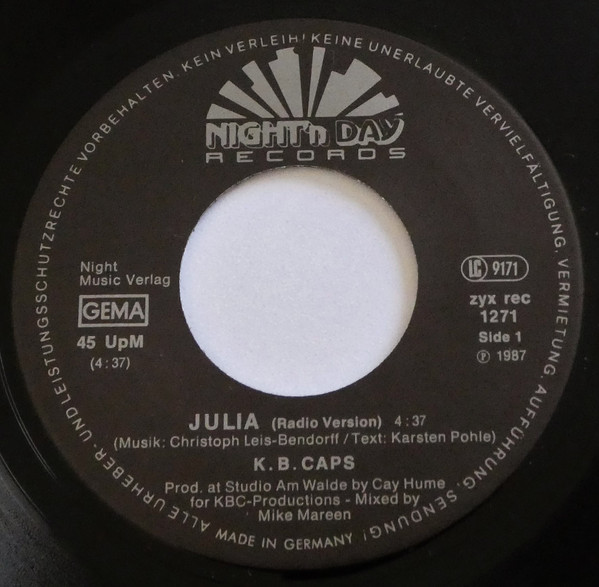 ALLE URHEBER- UND LEISTUNGSSCHUTZRECHTE VORBEHALTEN. KEIN VERLEIH! KEINE UNERLAUBTE VERVIELFÄLTIGUNG, VERMIETUNG, AUFFÜHRUNG, SENDUNG!
NIGHT'n DAY
RECORDS
Night
Music Verlag
GEMA
45 UpM
(4:37)
LC 9171
zyx rec
1271
Side 1
Ⓟ 1987
JULIA (Radio Version) 4:37
(Musik: Christoph Leis-Bendorff / Text: Karsten Pohle)
K.B. CAPS
Prod. at Studio Am Walde by Cay Hume
for KBC-Productions - Mixed by
Mike Mareen
MADE IN GERMANY!